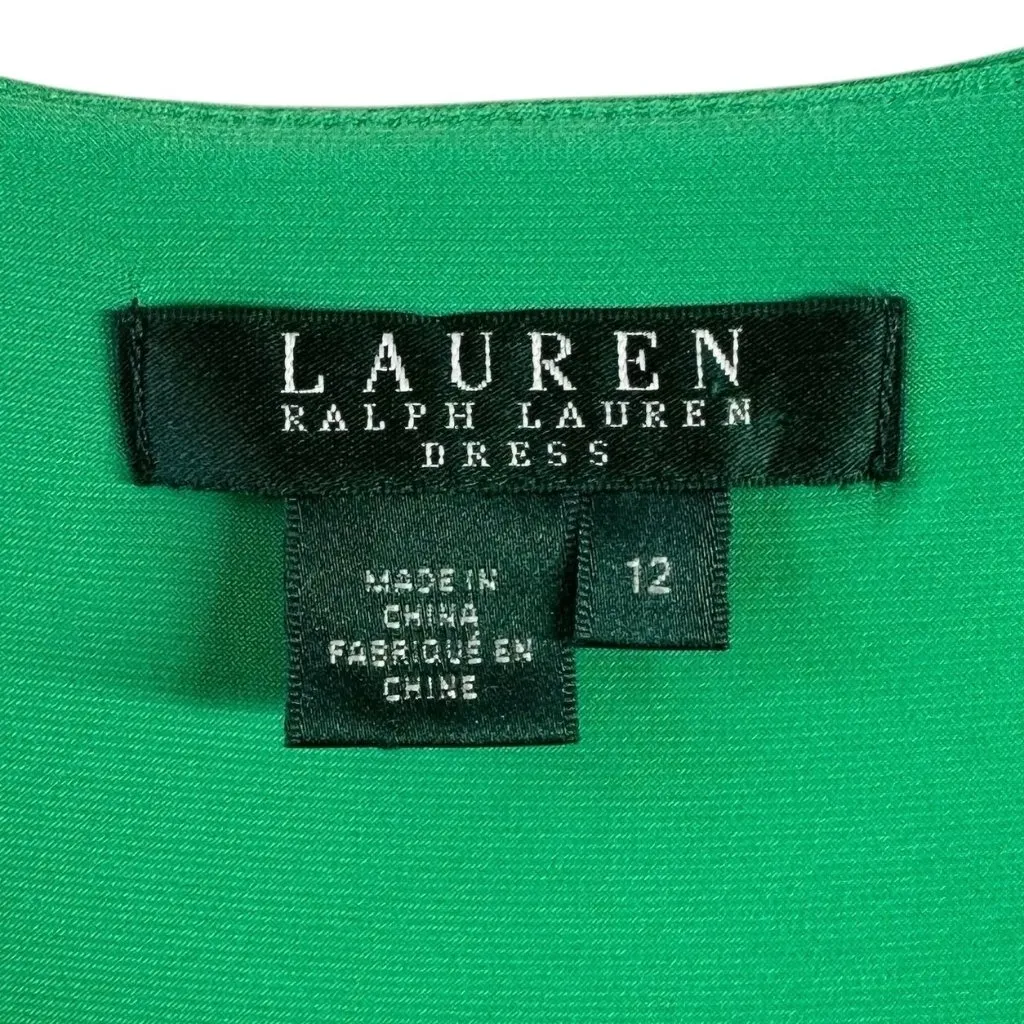 LAUREN
RALPH LAUREN
DRESS
MADE IN
CHINA
FABRIQUÉ EN
CHINE
12